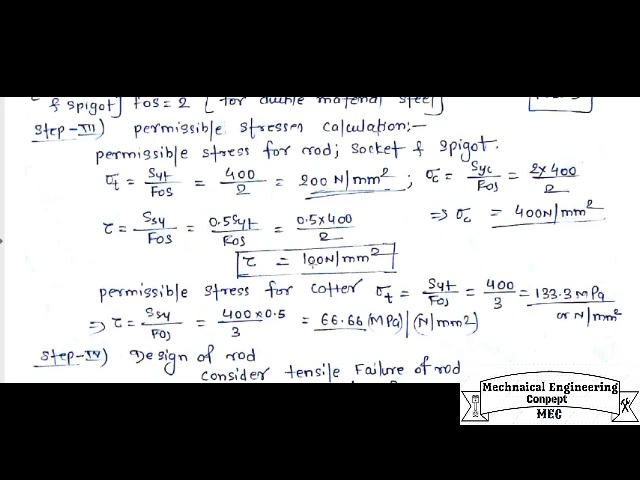 & spigot] fos = 2 [for ductile material steel]
Step-III) permissible stresses calculation:-
permissible stress for rod; socket & spigot.
σt = Syt/FOS = 400/2 = 200 N/mm² ; σc = Syc/FOS = 2×400/2
τ = Ssy/FOS = 0.5Syt/FOS = 0.5×400/2 ⇒ σc = 400N/mm²
τ = 100N/mm²
permissible stress for cotter σt = Syt/FOS = 400/3 = 133.3 MPa or N/mm²
⇒ τ = Ssy/FOS = 400×0.5/3 = 66.66 (MPa)|(N/mm2)
Step-IV) Design of rod
consider tensile Failure of rod
Mechnaical Engineering
Conpept
MEC